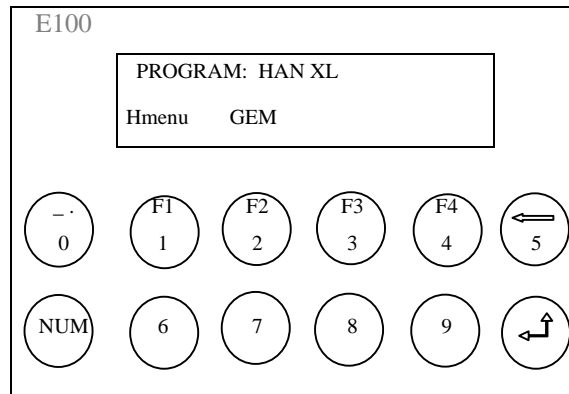 E100
PROGRAM: HAN XL
Hmenu GEM
_ . F1 F2 F3 F4
0 1 2 3 4 5
NUM 6 7 8 9